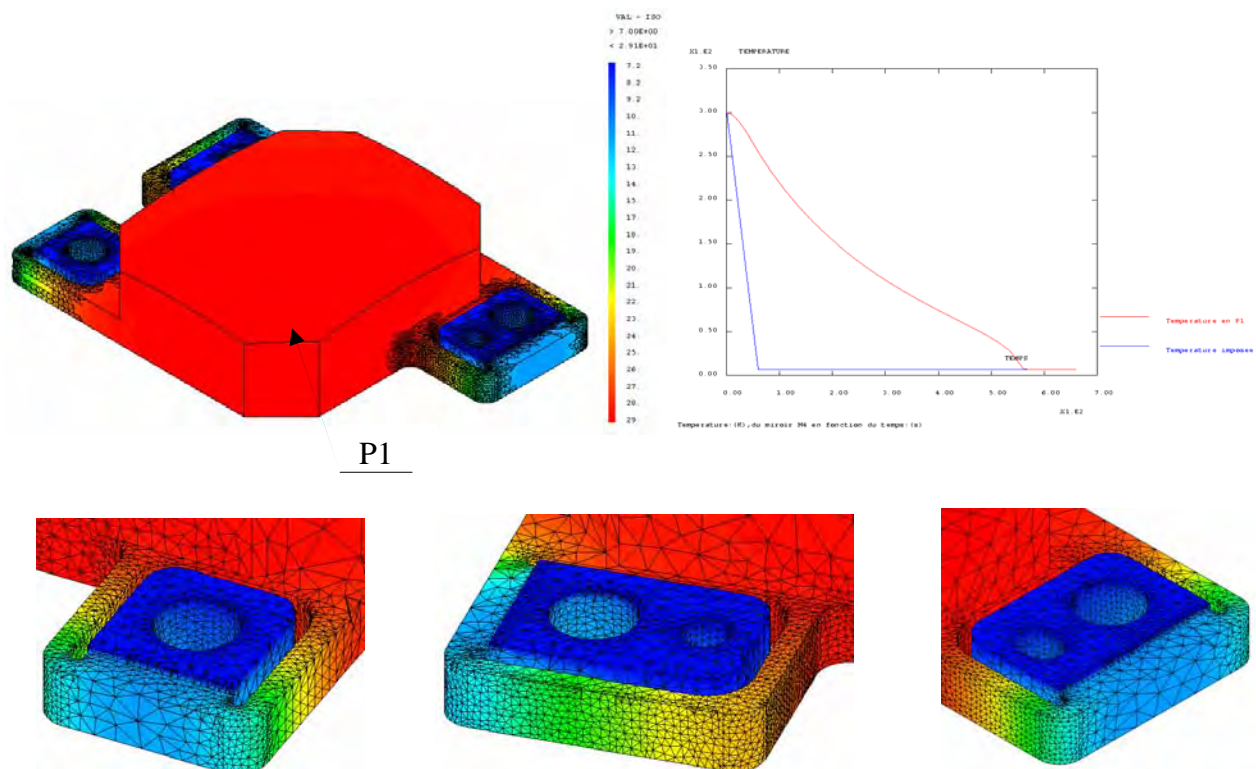 VAL - ISO
> 7.00E+00
< 2.91E+01
7.2
8.2
9.2
10.
11.
12.
13.
14.
15.
17.
18.
19.
20.
21.
22.
23.
24.
25.
26.
27.
28.
29.
X1.E2 TEMPERATURE
3.50
3.00
2.50
2.00
1.50
1.00
0.50
0.00
TEMPS
0.00 1.00 2.00 3.00 4.00 5.00 6.00 7.00
X1.E2
Temperature en P1
Temperature imposee
Temperature:(K),du miroir M4 en fonction du temps:(s)
P1